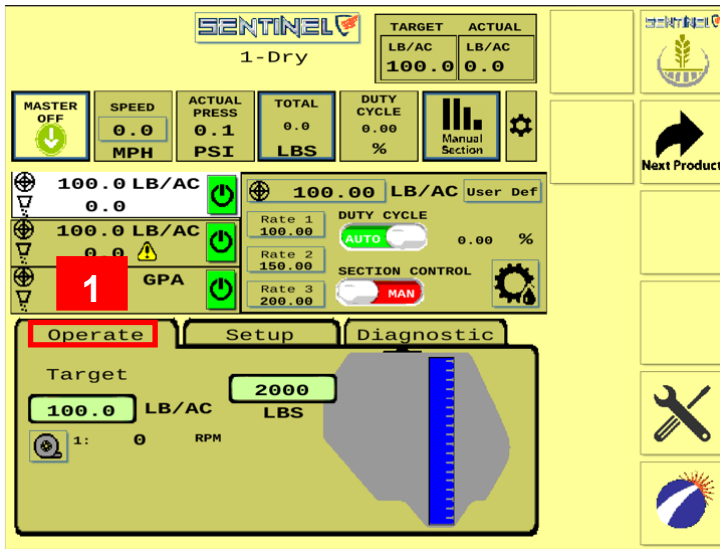 SENTINEL
1-Dry
TARGET ACTUAL
LB/AC LB/AC
100.0 0.0
SENTINEL
MASTER OFF
SPEED
0.0
MPH
ACTUAL PRESS
0.1
PSI
TOTAL
0.0
LBS
DUTY CYCLE
0.00
%
Manual Section
Next Product
100.0 LB/AC
0.0
100.0 LB/AC
0.0
GPA
1
100.00 LB/AC User Def
Rate 1
100.00
DUTY CYCLE
AUTO
0.00 %
Rate 2
150.00
SECTION CONTROL
MAN
Rate 3
200.00
Operate Setup Diagnostic
Target
100.0 LB/AC
2000
LBS
1: 0 RPM